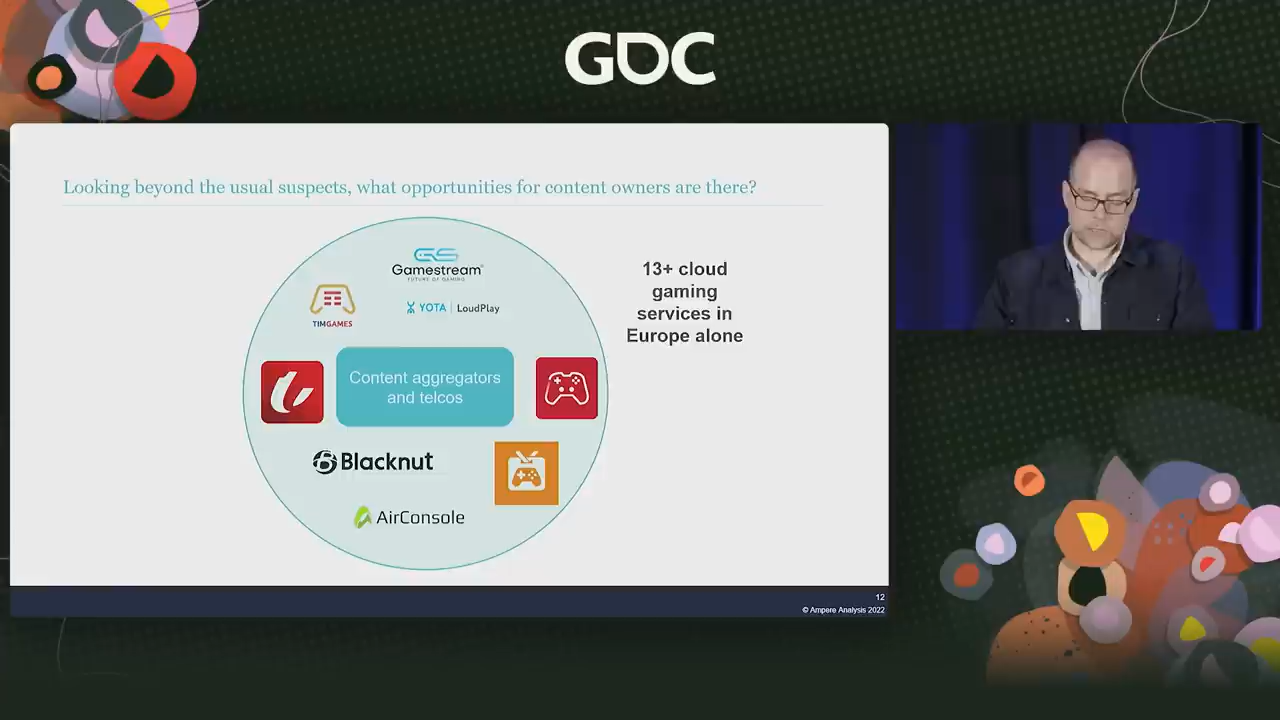 GDC
Looking beyond the usual suspects, what opportunities for content owners are there?
Gamestream
FUTURE OF GAMING
TIMGAMES
YOTA | LoudPlay
13+ cloud
gaming
services in
Europe alone
Content aggregators
and telcos
Blacknut
AirConsole
12
© Ampere Analysis 2022